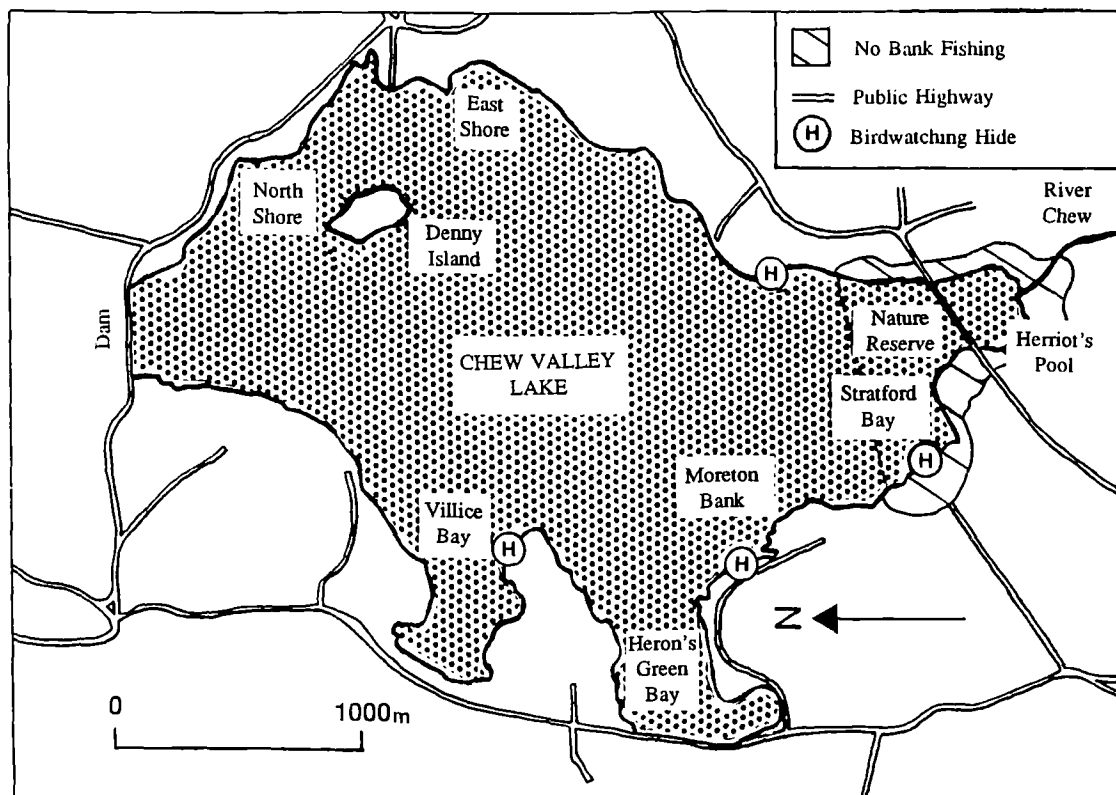 No Bank Fishing
Public Highway
H Birdwatching Hide
East
Shore
River
Chew
North
Shore
Denny
Island
H
Dam
Nature
Reserve
Herriot's
Pool
CHEW VALLEY
LAKE
Stratford
Bay
H
Moreton
Bank
Villice
Bay
H
H
N
Heron's
Green
Bay
0
1000m